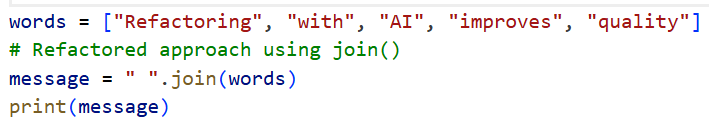 words = ["Refactoring", "with", "AI", "improves", "quality"]
# Refactored approach using join()
message = " ".join(words)
print(message)